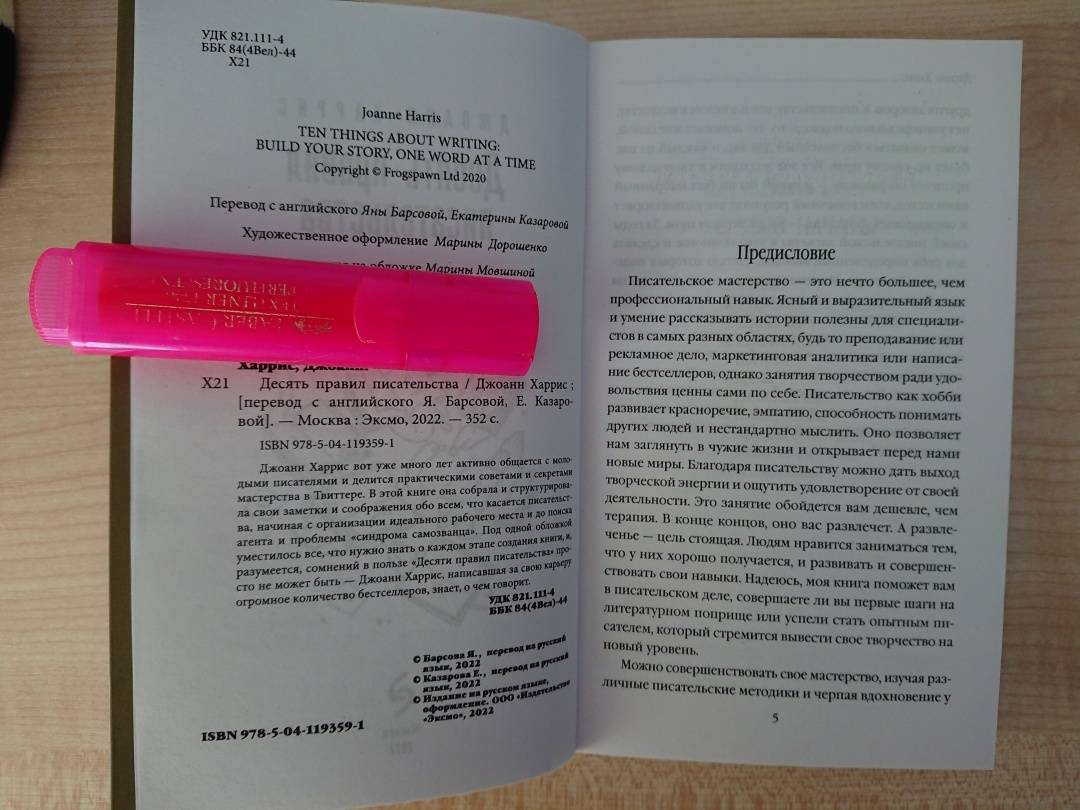 УДК 821.111-4
ББК 84(4Вел)-44
Х21
Joanne Harris
TEN THINGS ABOUT WRITING:
BUILD YOUR STORY, ONE WORD AT A TIME
Copyright © Frogspawn Ltd 2020
Перевод с английского Яны Барсовой, Екатерины Казаровой
Художественное оформление Марины Дорошенко
на обложке Марины Мовшиной
FABER-CASTELL
TEXTLINER
Харрис, Джоанн.
Х21 Десять правил писательства / Джоанн Харрис ;
[перевод с английского Я. Барсовой, Е. Казаро-
вой]. — Москва : Эксмо, 2022. — 352 с.
ISBN 978-5-04-119359-1
Джоанн Харрис вот уже много лет активно общается с моло-
дыми писателями и делится практическими советами и секретами
мастерства в Твиттере. В этой книге она собрала и структурирова-
ла свои заметки и соображения обо всем, что касается писательст-
ва, начиная с организации идеального рабочего места и до поиска
агента и проблемы «синдрома самозванца». Под одной обложкой
уместилось все, что нужно знать о каждом этапе создания книги, и,
разумеется, сомнений в пользе «Десяти правил писательства» про-
сто не может быть — Джоанн Харрис, написавшая за свою карьеру
огромное количество бестселлеров, знает, о чем говорит.
УДК 821.111-4
ББК 84(4Вел)-44
© Барсова Я., перевод на русский
язык, 2022
© Казарова Е., перевод на русский
язык, 2022
© Издание на русском языке,
оформление. ООО «Издательство
«Эксмо», 2022
ISBN 978-5-04-119359-1
Предисловие
Писательское мастерство — это нечто большее, чем
профессиональный навык. Ясный и выразительный язык
и умение рассказывать истории полезны для специали-
стов в самых разных областях, будь то преподавание или
рекламное дело, маркетинговая аналитика или написа-
ние бестселлеров, однако занятия творчеством ради удо-
вольствия ценны сами по себе. Писательство как хобби
развивает красноречие, эмпатию, способность понимать
других людей и нестандартно мыслить. Оно позволяет
нам заглянуть в чужие жизни и открывает перед нами
новые миры. Благодаря писательству можно дать выход
творческой энергии и ощутить удовлетворение от своей
деятельности. Это занятие обойдется вам дешевле, чем
терапия. В конце концов, оно вас развлечет. А развле-
ченье — цель стоящая. Людям нравится заниматься тем,
что у них хорошо получается, и развивать и совершен-
ствовать свои навыки. Надеюсь, моя книга поможет вам
в писательском деле, совершаете ли вы первые шаги на
литературном поприще или успели стать опытным пи-
сателем, который стремится вывести свое творчество на
новый уровень.
Можно совершенствовать свое мастерство, изучая раз-
личные писательские методики и черпая вдохновение у
5